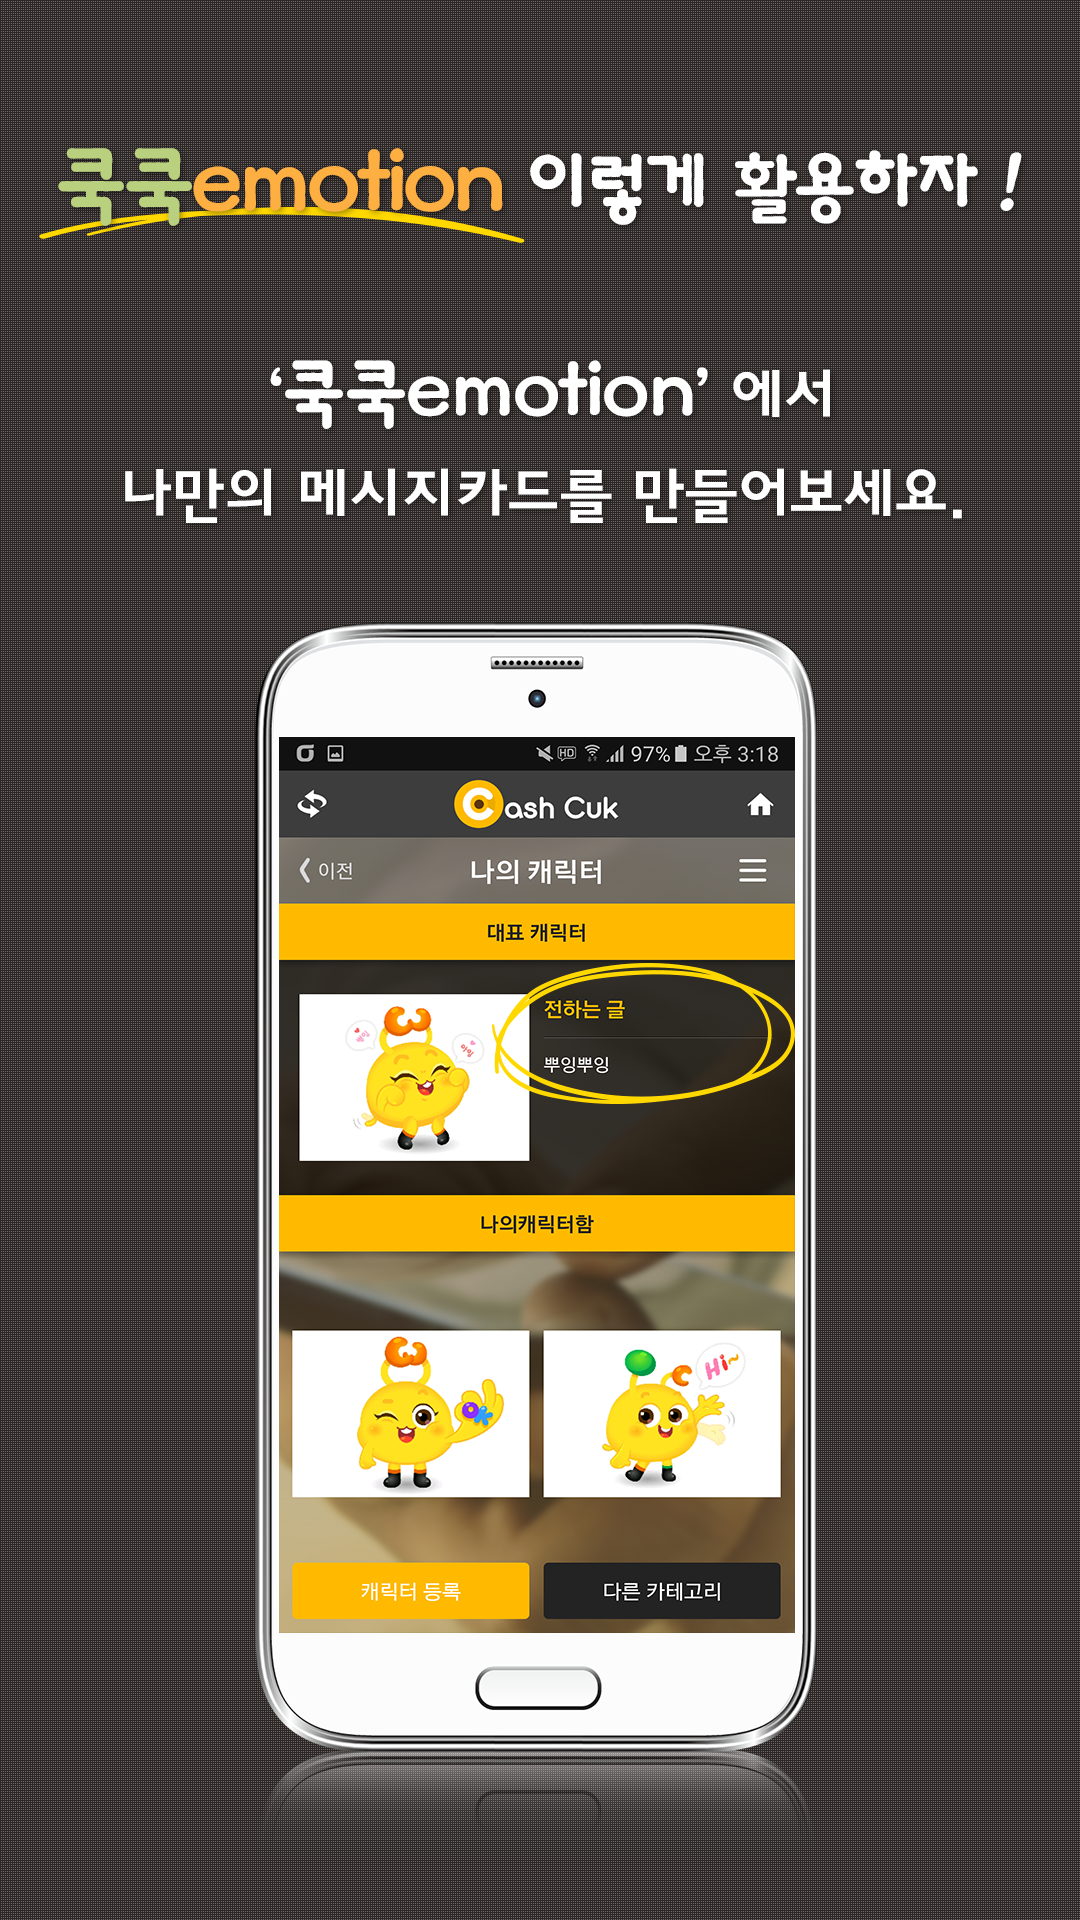 쿡쿡emotion 이렇게 활용하자 !
‘쿡쿡emotion’ 에서
나만의 메시지카드를 만들어보세요.
HD 97% 오후 3:18
Cash Cuk
이전 나의 캐릭터
대표 캐릭터
전하는 글
뿌잉뿌잉
뿌잉
나의캐릭터함
OK
Hi~
캐릭터 등록 다른 카테고리